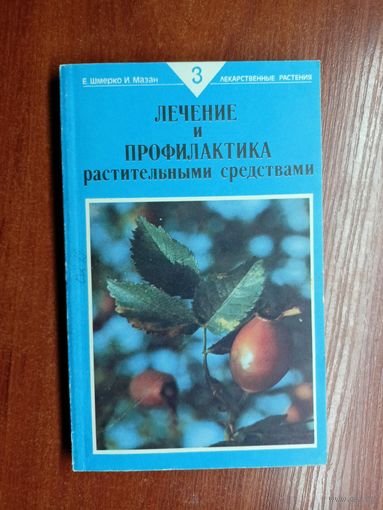 Е. Шмерко И. Мазан
3
ЛЕКАРСТВЕННЫЕ РАСТЕНИЯ
ЛЕЧЕНИЕ
и
ПРОФИЛАКТИКА
растительными средствами